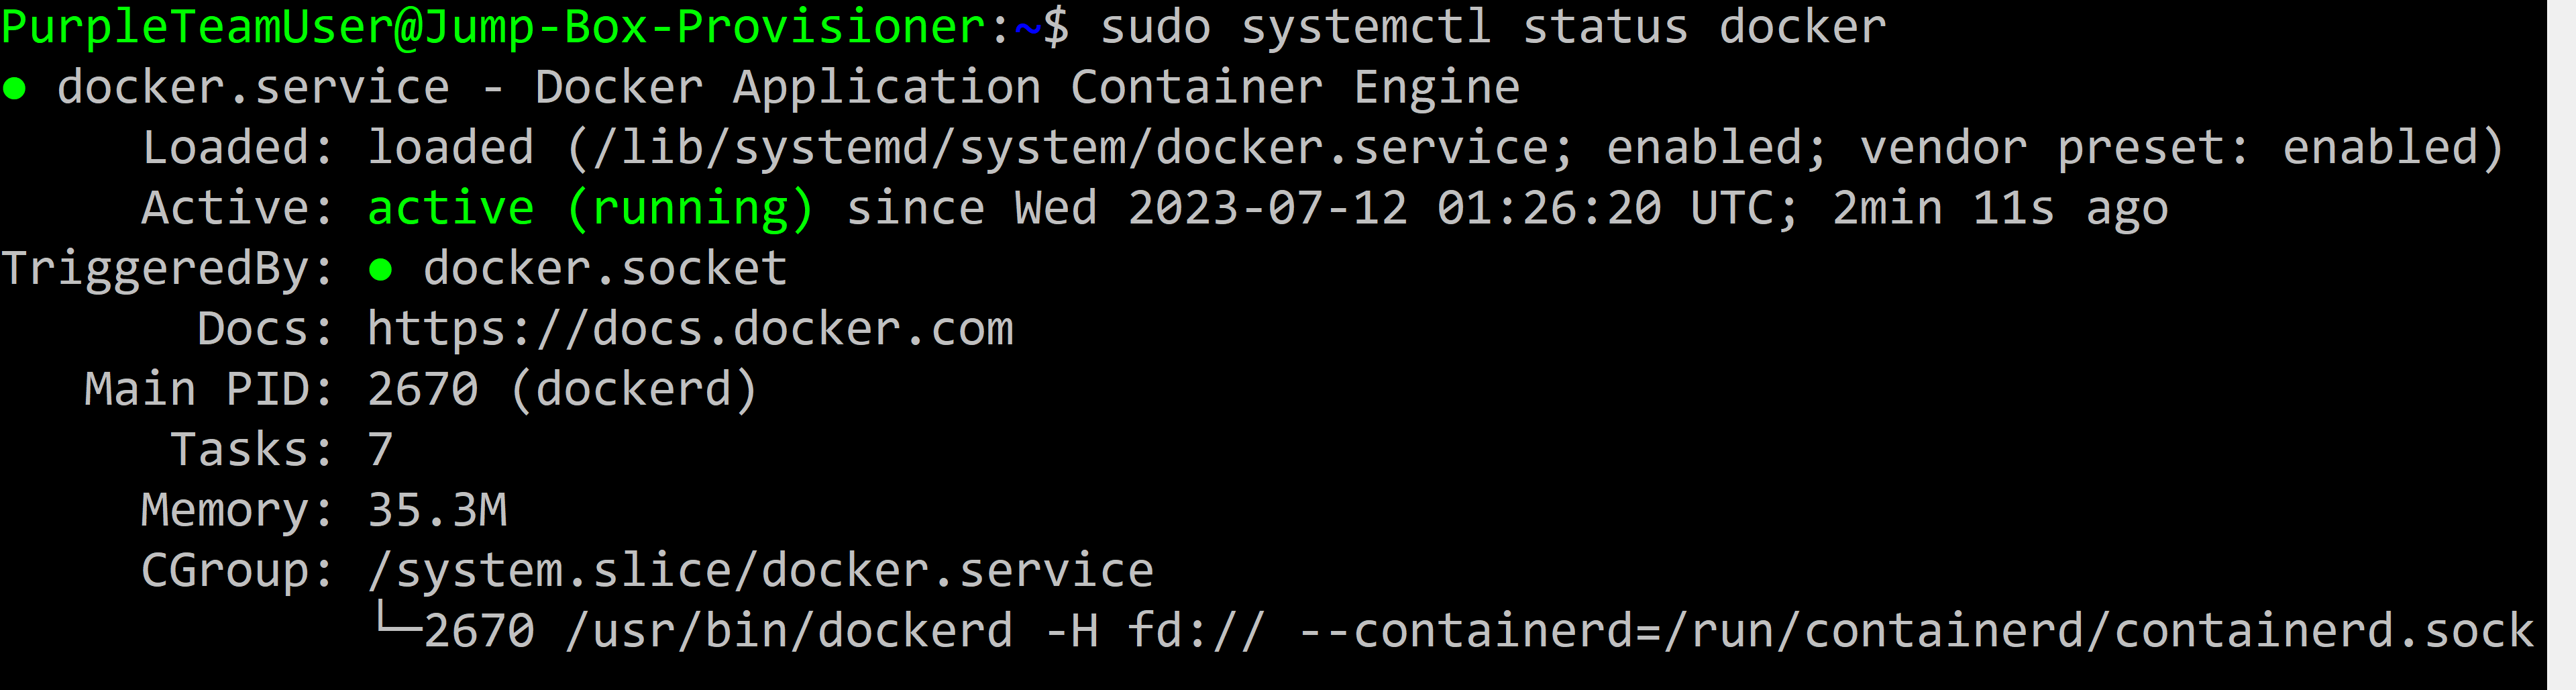 PurpleTeamUser@Jump-Box-Provisioner:~$ sudo systemctl status docker
● docker.service - Docker Application Container Engine
     Loaded: loaded (/lib/systemd/system/docker.service; enabled; vendor preset: enabled)
     Active: active (running) since Wed 2023-07-12 01:26:20 UTC; 2min 11s ago
TriggeredBy: ● docker.socket
       Docs: https://docs.docker.com
   Main PID: 2670 (dockerd)
      Tasks: 7
     Memory: 35.3M
     CGroup: /system.slice/docker.service
             └─2670 /usr/bin/dockerd -H fd:// --containerd=/run/containerd/containerd.sock